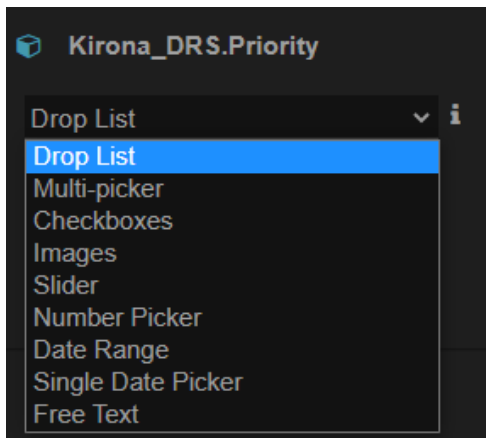 Kirona_DRS.Priority
Drop List
Drop List
Multi-picker
Checkboxes
Images
Slider
Number Picker
Date Range
Single Date Picker
Free Text